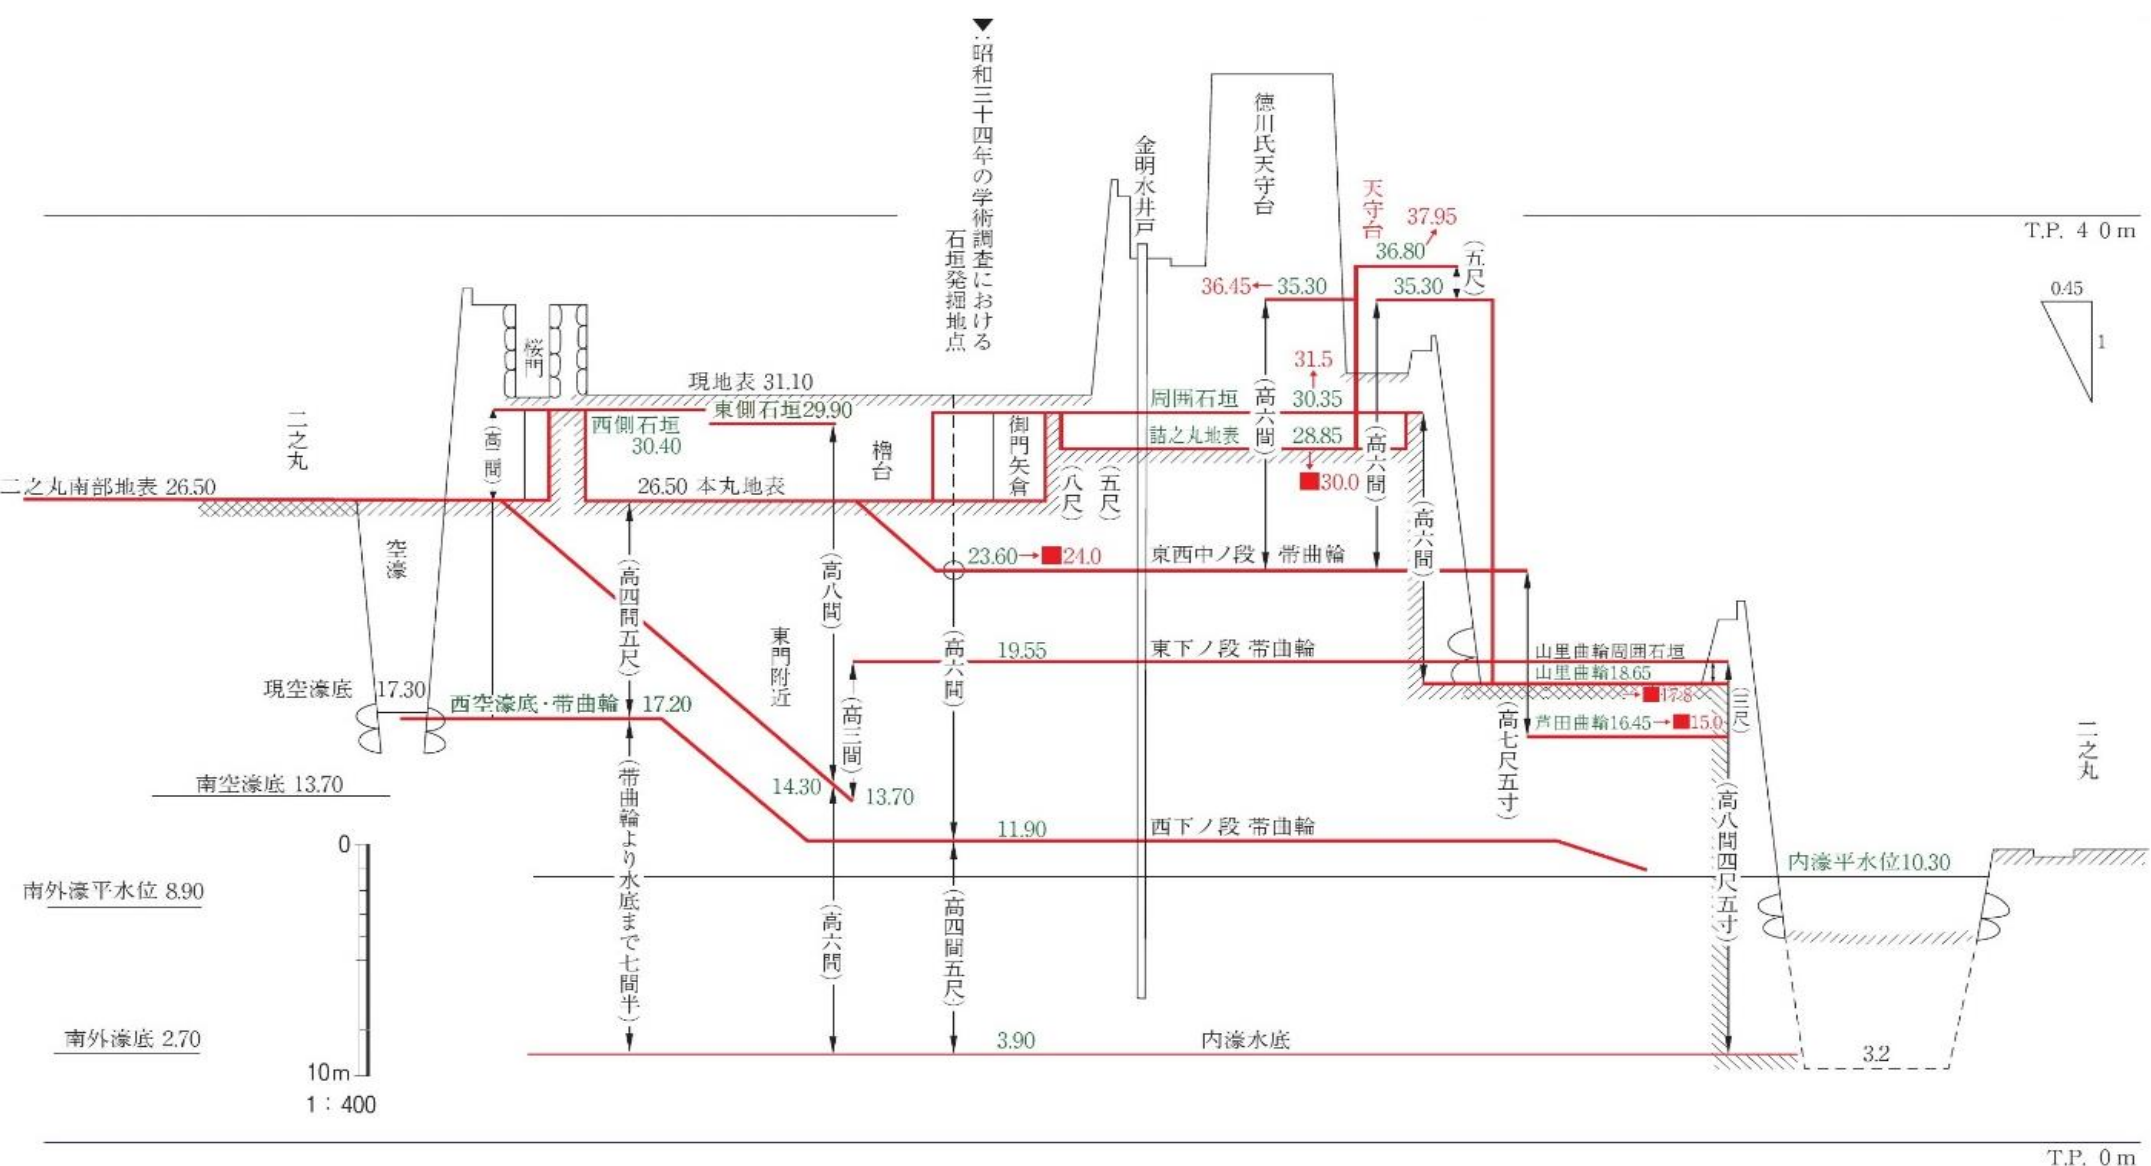 ▼:昭和三十四年の学術調査における
石垣発掘地点
徳川氏天守台
金明水井戸
天守台
37.95
36.80
(五尺)
T.P. 40m
36.45←35.30
35.30
0.45
1
桜門
31.5
現地表 31.10
周囲石垣 30.35
東側石垣29.90
西側石垣
30.40
二之丸
(高二間)
櫓台
御門矢倉
(高六間)
詰之丸地表 28.85
(高六間)
30.0
二之丸南部地表 26.50
26.50 本丸地表
(八尺)
(五尺)
(高六間)
空濠
23.60→■24.0
東西中ノ段 帯曲輪
(高四間五尺)
(高八間)
東門附近
(高六間)
19.55
東下ノ段 帯曲輪
山里曲輪周囲石垣
山里曲輪18.65
→■17.8
(三尺)
現空濠底 17.30
西空濠底・帯曲輪 17.20
(高三間)
(高七尺五寸)
芦田曲輪16.45→■15.0
二之丸
南空濠底 13.70
14.30
13.70
(帯曲輪より水底まで七間半)
11.90
西下ノ段 帯曲輪
(高八間四尺五寸)
0
内濠平水位10.30
南外濠平水位 8.90
(高六間)
(高四間五尺)
南外濠底 2.70
3.90
内濠水底
3.2
10m
1:400
T.P. 0m